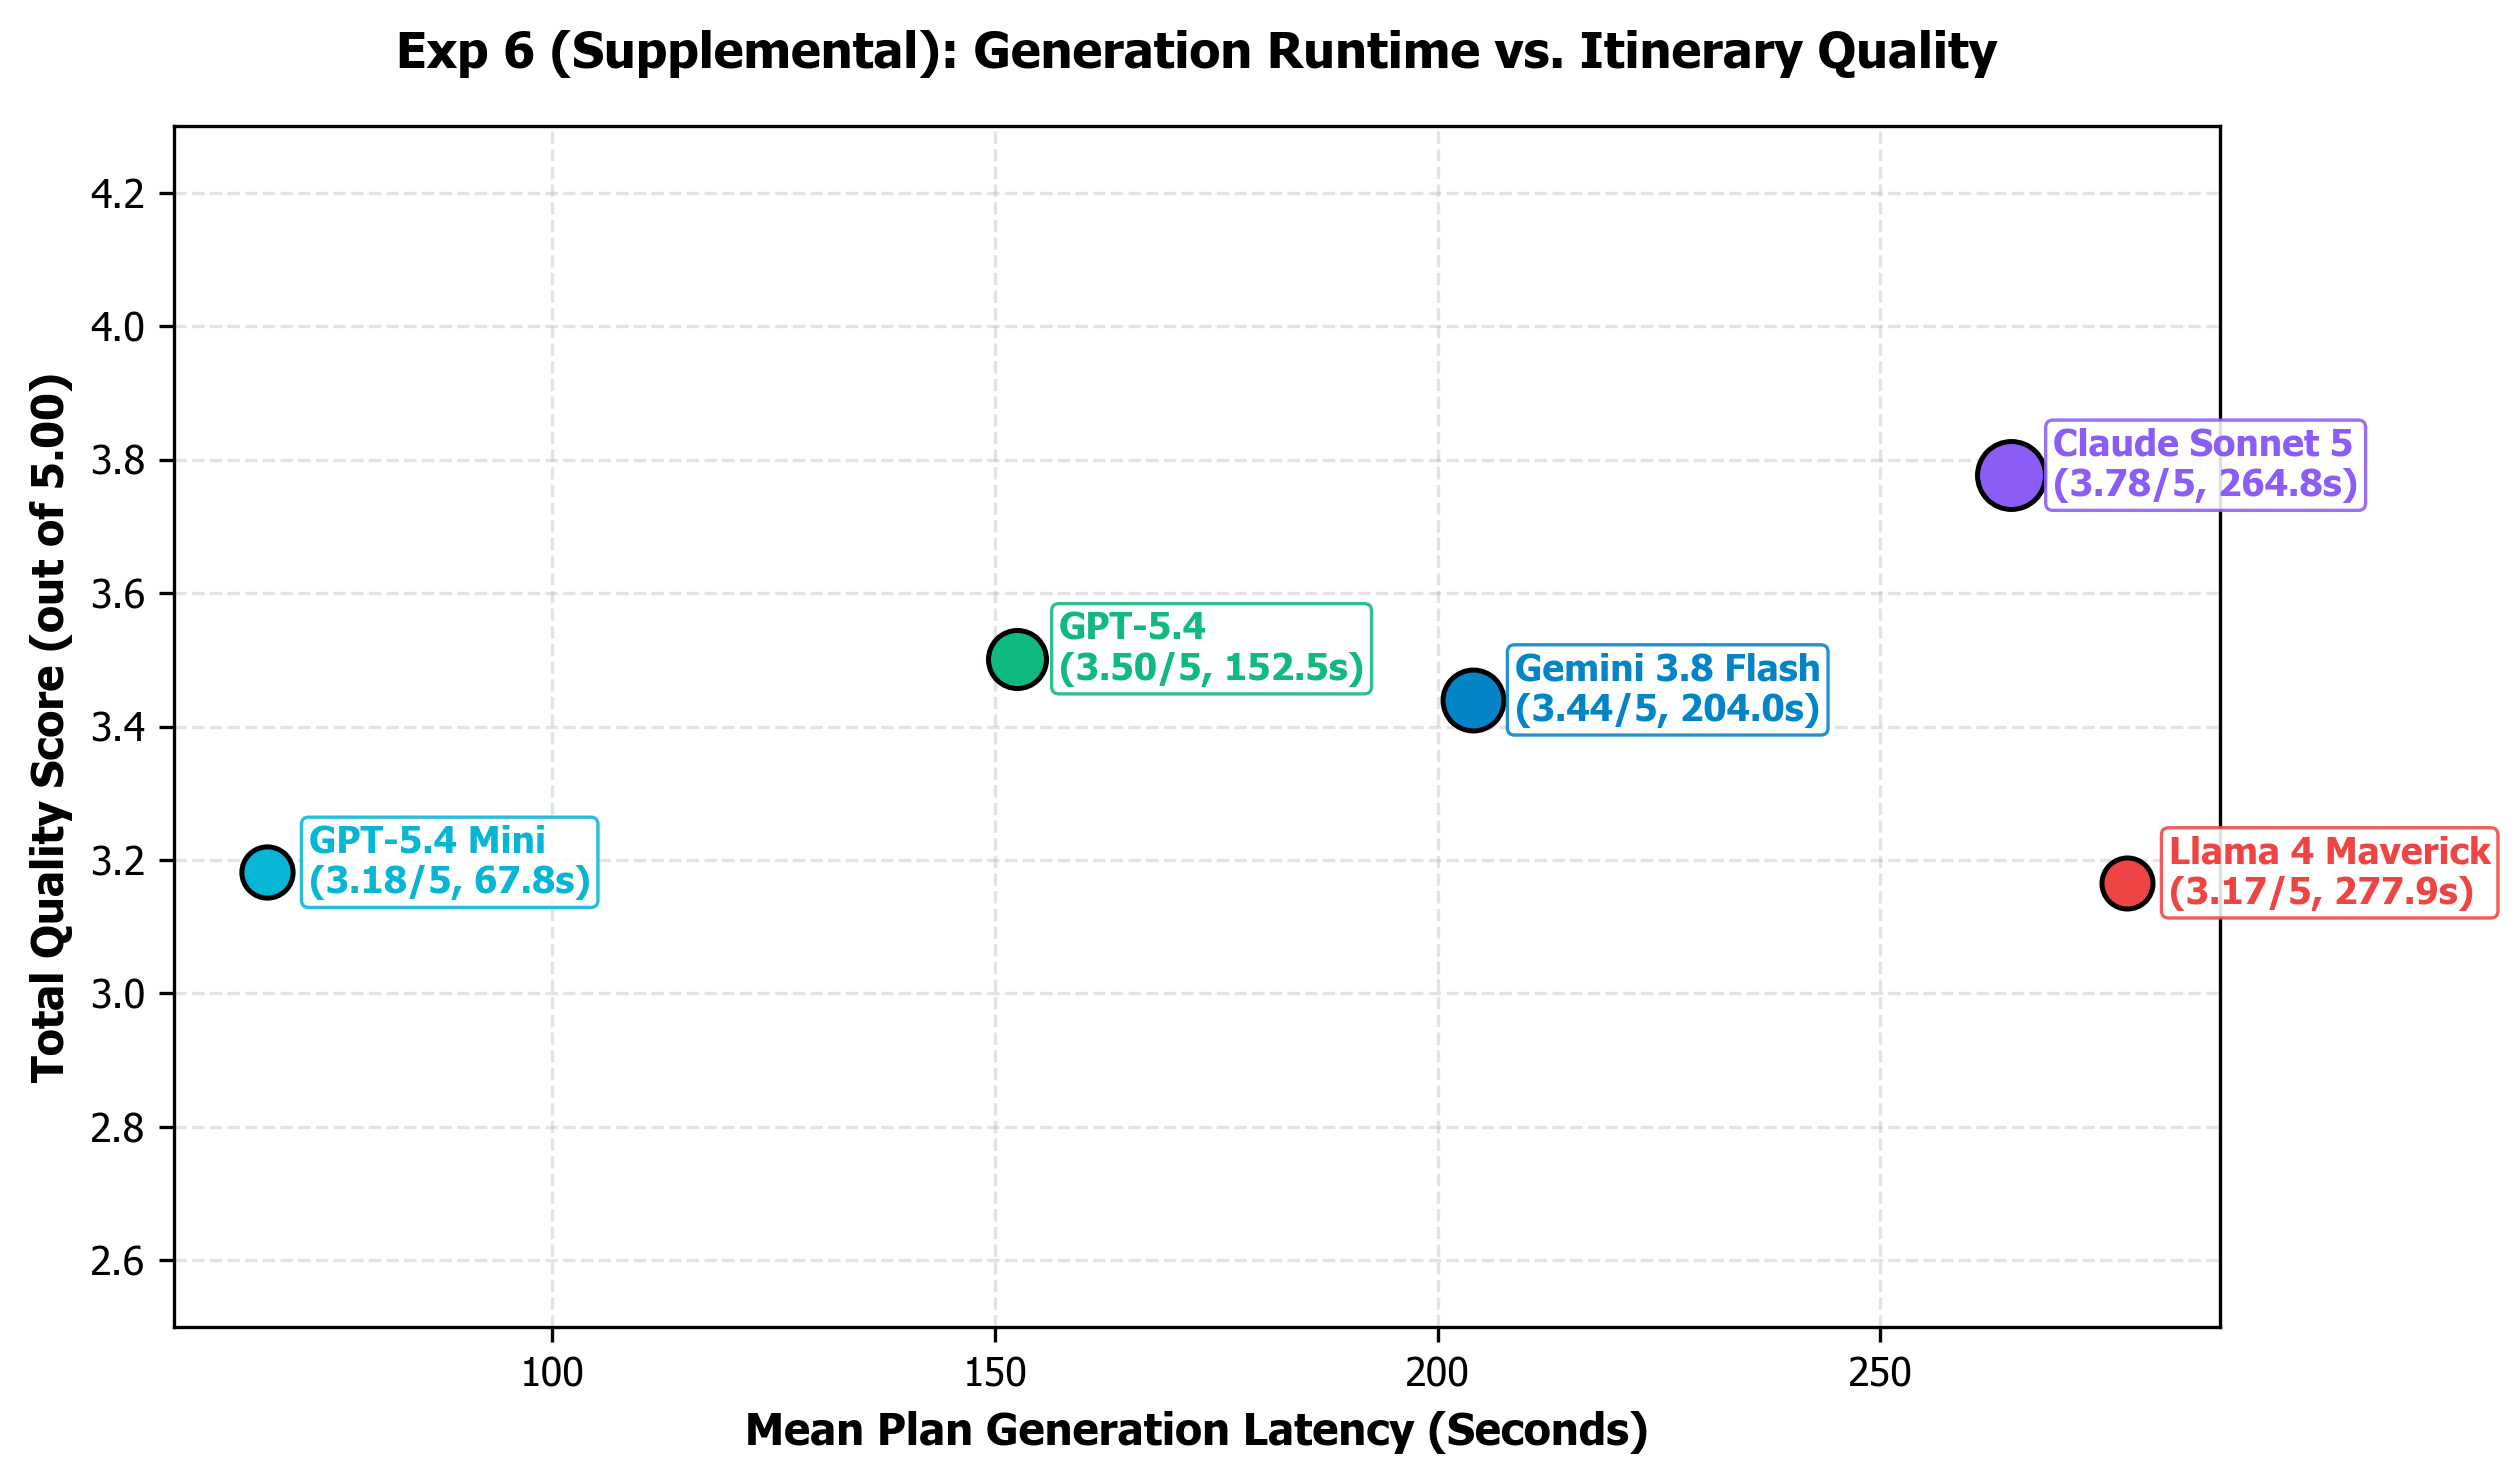 Exp 6 (Supplemental): Generation Runtime vs. Itinerary Quality
Total Quality Score (out of 5.00)
4.2
4.0
3.8
3.6
3.4
3.2
3.0
2.8
2.6
Claude Sonnet 5
(3.78/5, 264.8s)
GPT-5.4
(3.50/5, 152.5s)
Gemini 3.8 Flash
(3.44/5, 204.0s)
GPT-5.4 Mini
(3.18/5, 67.8s)
Llama 4 Maverick
(3.17/5, 277.9s)
100
150
200
250
Mean Plan Generation Latency (Seconds)